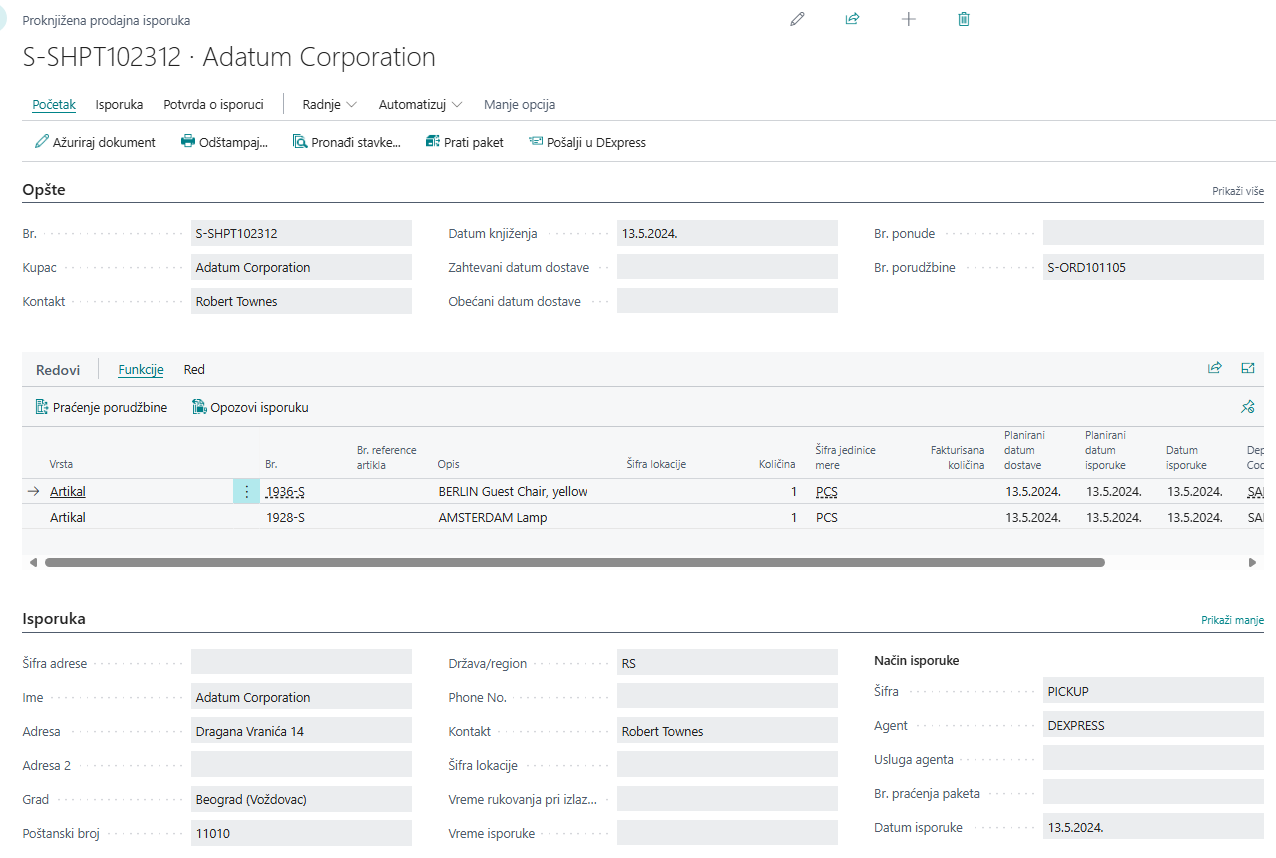 Proknjižena prodajna isporuka
S-SHPT102312 · Adatum Corporation
Početak Isporuka Potvrda o isporuci Radnje Automatizuj Manje opcija
Ažuriraj dokument Odštampaj... Pronađi stavke... Prati paket Pošalji u DExpress
Opšte Prikaži više
Br. S-SHPT102312 Datum knjiženja 13.5.2024. Br. ponude
Kupac Adatum Corporation Zahtevani datum dostave Br. porudžbine S-ORD101105
Kontakt Robert Townes Obećani datum dostave
Redovi Funkcije Red
Praćenje porudžbine Opozovi isporuku
Vrsta Br. Br. reference artikla Opis Šifra lokacije Količina Šifra jedinice mere Fakturisana količina Planirani datum dostave Planirani datum isporuke Datum isporuke Dep Coc
Artikal 1936-S BERLIN Guest Chair, yellow 1 PCS 13.5.2024. 13.5.2024. 13.5.2024. SAI
Artikal 1928-S AMSTERDAM Lamp 1 PCS 13.5.2024. 13.5.2024. 13.5.2024. SAI
Isporuka Prikaži manje
Šifra adrese Država/region RS Način isporuke
Ime Adatum Corporation Phone No. Šifra PICKUP
Adresa Dragana Vranića 14 Kontakt Robert Townes Agent DEXPRESS
Adresa 2 Šifra lokacije Usluga agenta
Grad Beograd (Voždovac) Vreme rukovanja pri izlaz... Br. praćenja paketa
Poštanski broj 11010 Vreme isporuke Datum isporuke 13.5.2024.